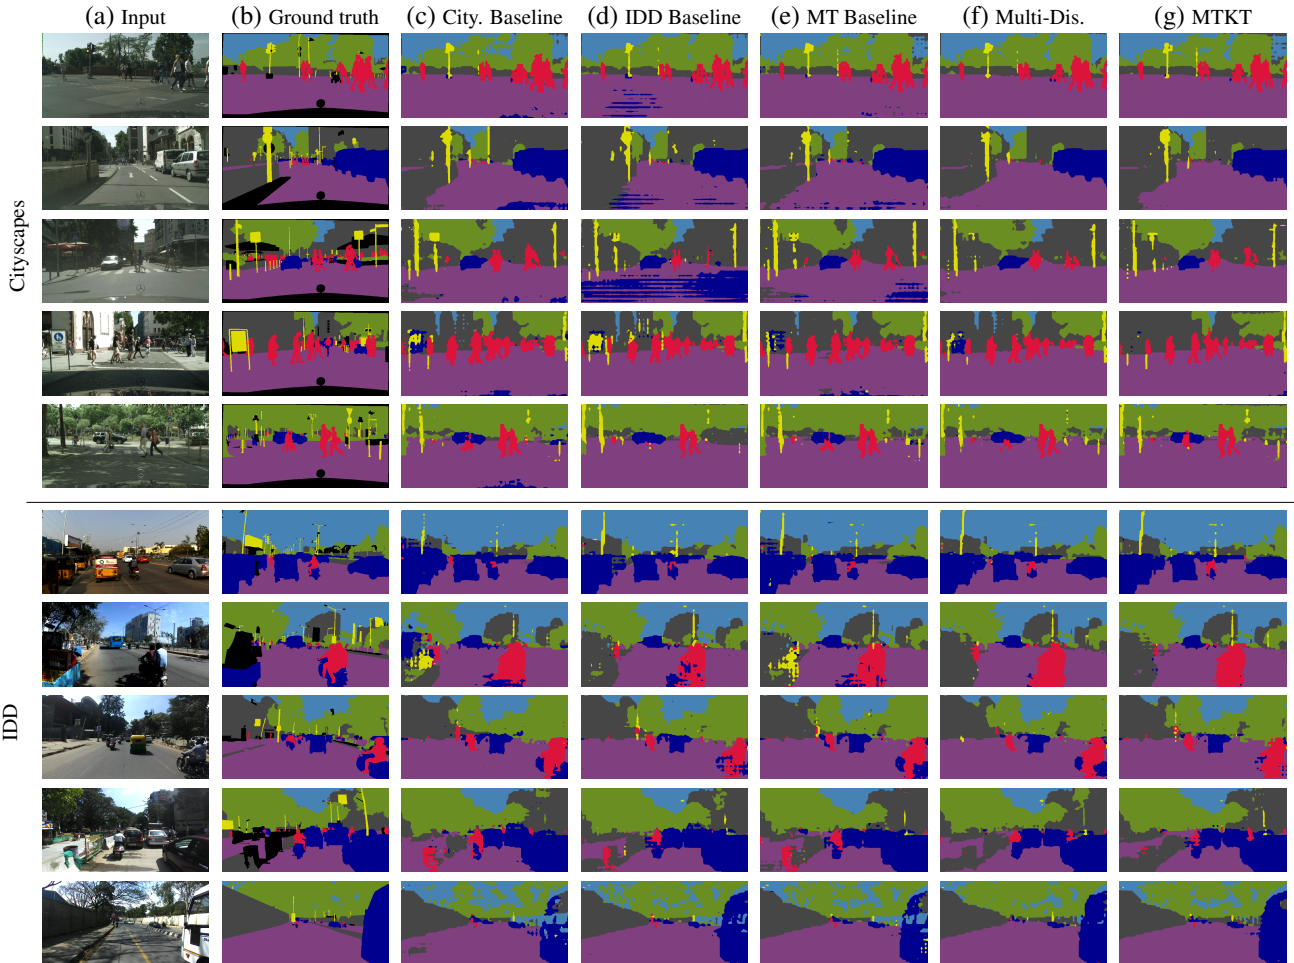 (a) Input (b) Ground truth (c) City. Baseline (d) IDD Baseline (e) MT Baseline (f) Multi-Dis. (g) MTKT
Cityscapes
IDD